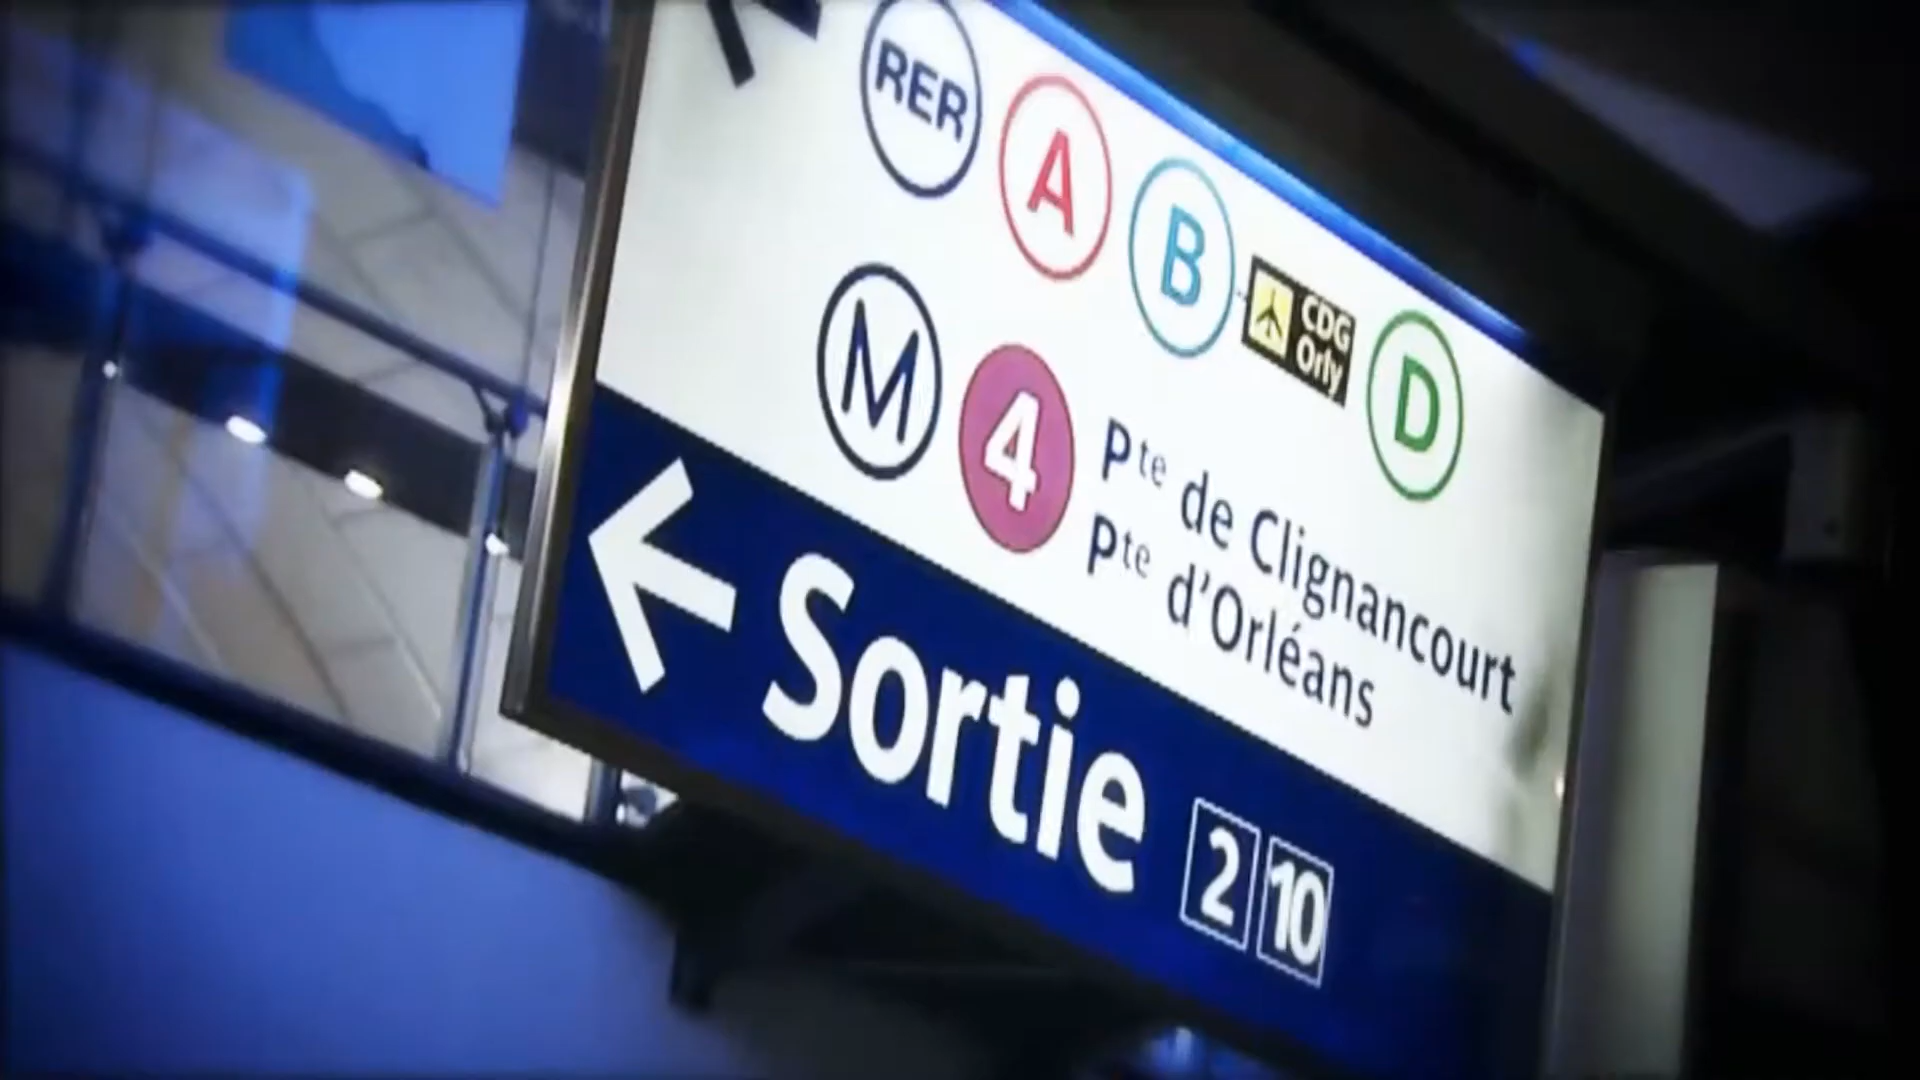 RER A B CDG Orly D
M 4 Pte de Clignancourt
Pte d'Orléans
Sortie 2 10